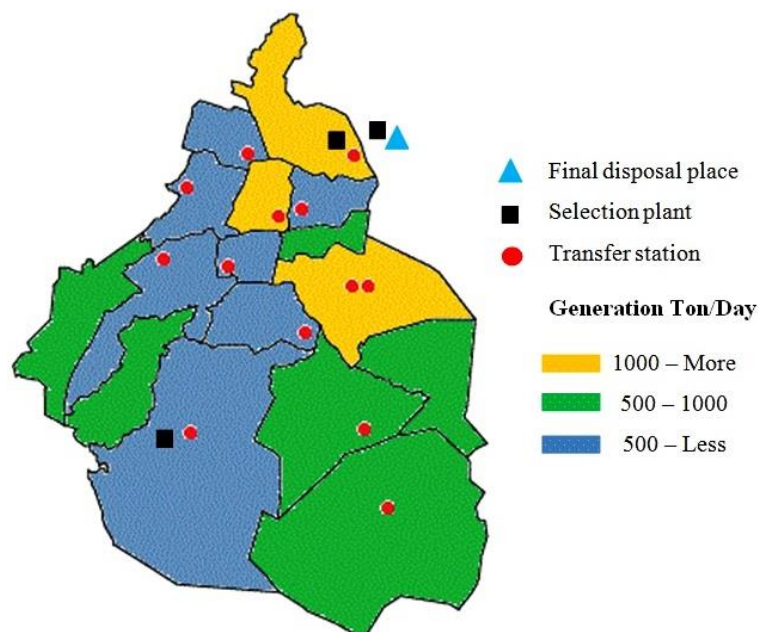 Final disposal place
Selection plant
Transfer station
Generation Ton/Day
1000 – More
500 – 1000
500 – Less